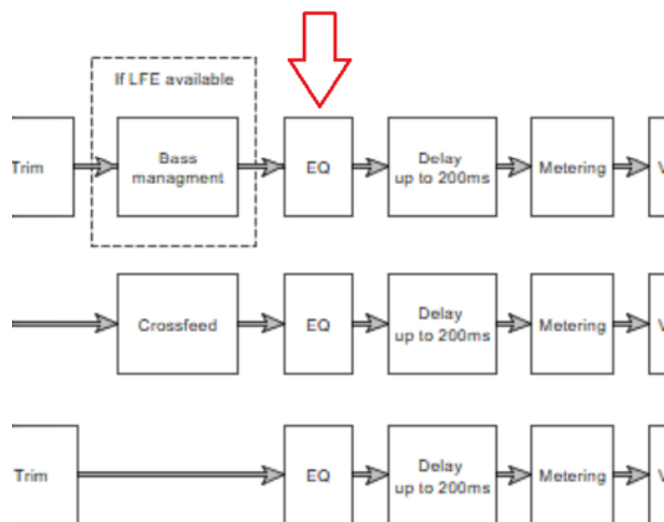 If LFE available
Trim
Bass
managment
EQ
Delay
up to 200ms
Metering
V
Crossfeed
EQ
Delay
up to 200ms
Metering
V
Trim
EQ
Delay
up to 200ms
Metering
V